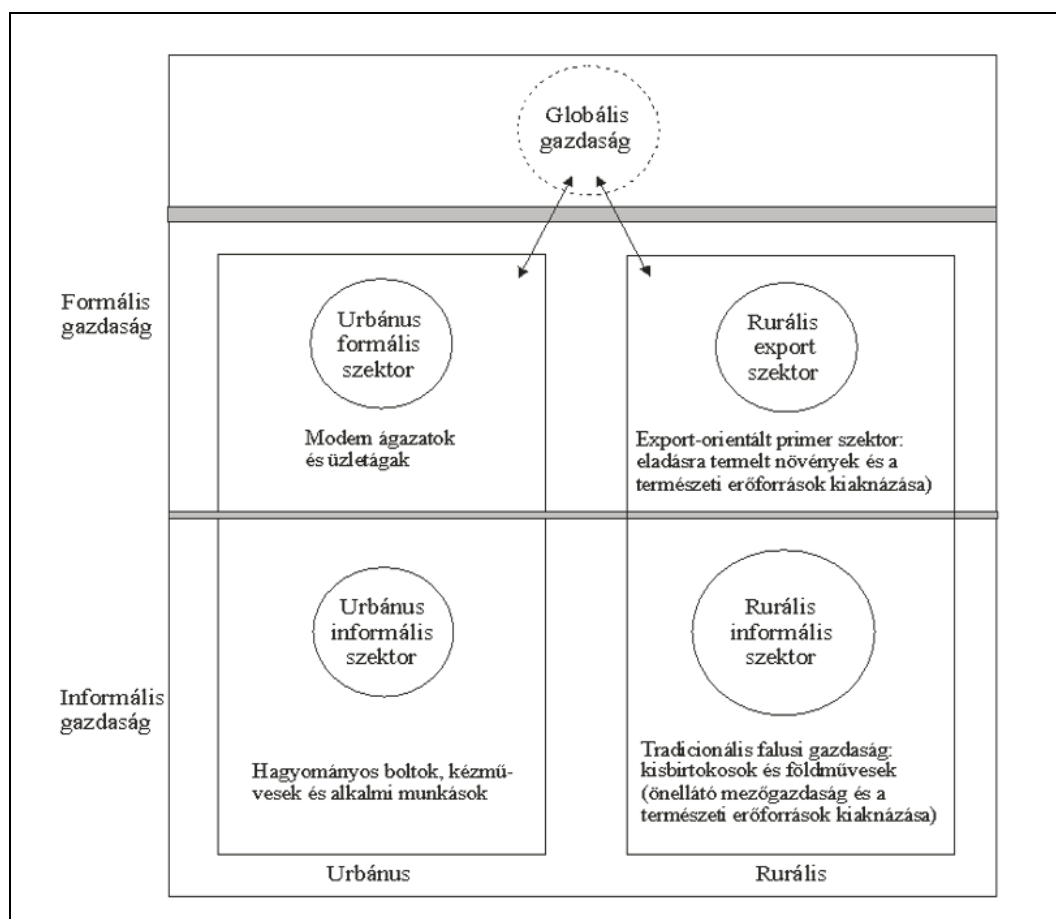 Globális
gazdaság
Formális
gazdaság
Urbánus
formális
szektor
Modern ágazatok
és üzletágak
Rurális
export
szektor
Export-orientált primer szektor:
eladásra termelt növények és a
természeti erőforrások kiaknázása)
Informális
gazdaság
Urbánus
informális
szektor
Hagyományos boltok, kézmű-
vesek és alkalmi munkások
Rurális
informális
szektor
Tradicionális falusi gazdaság:
kisbirtokosok és földművesek
(önellátó mezőgazdaság és a
természeti erőforrások kiaknázása)
Urbánus
Rurális